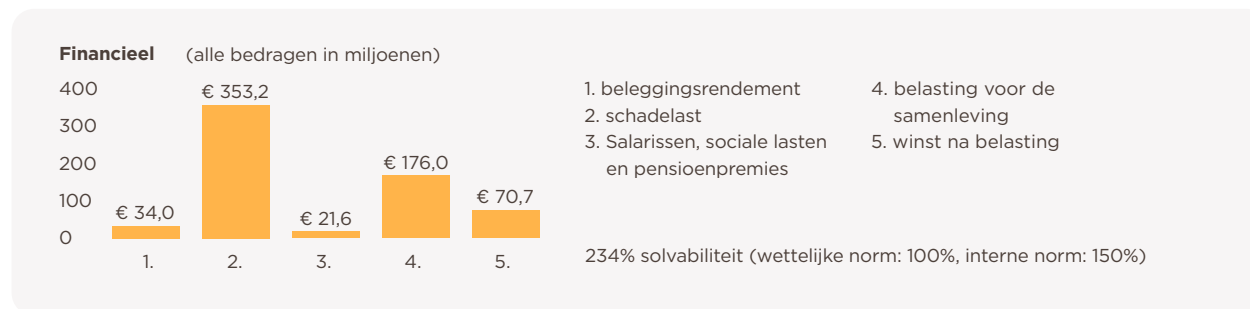 Financieel (alle bedragen in miljoenen)
400
300
200
100
0
€ 34,0
€ 353,2
€ 21,6
€ 176,0
€ 70,7
1.
2.
3.
4.
5.
1. beleggingsrendement
2. schadelast
3. Salarissen, sociale lasten
en pensioenpremies
4. belasting voor de
samenleving
5. winst na belasting
234% solvabiliteit (wettelijke norm: 100%, interne norm: 150%)